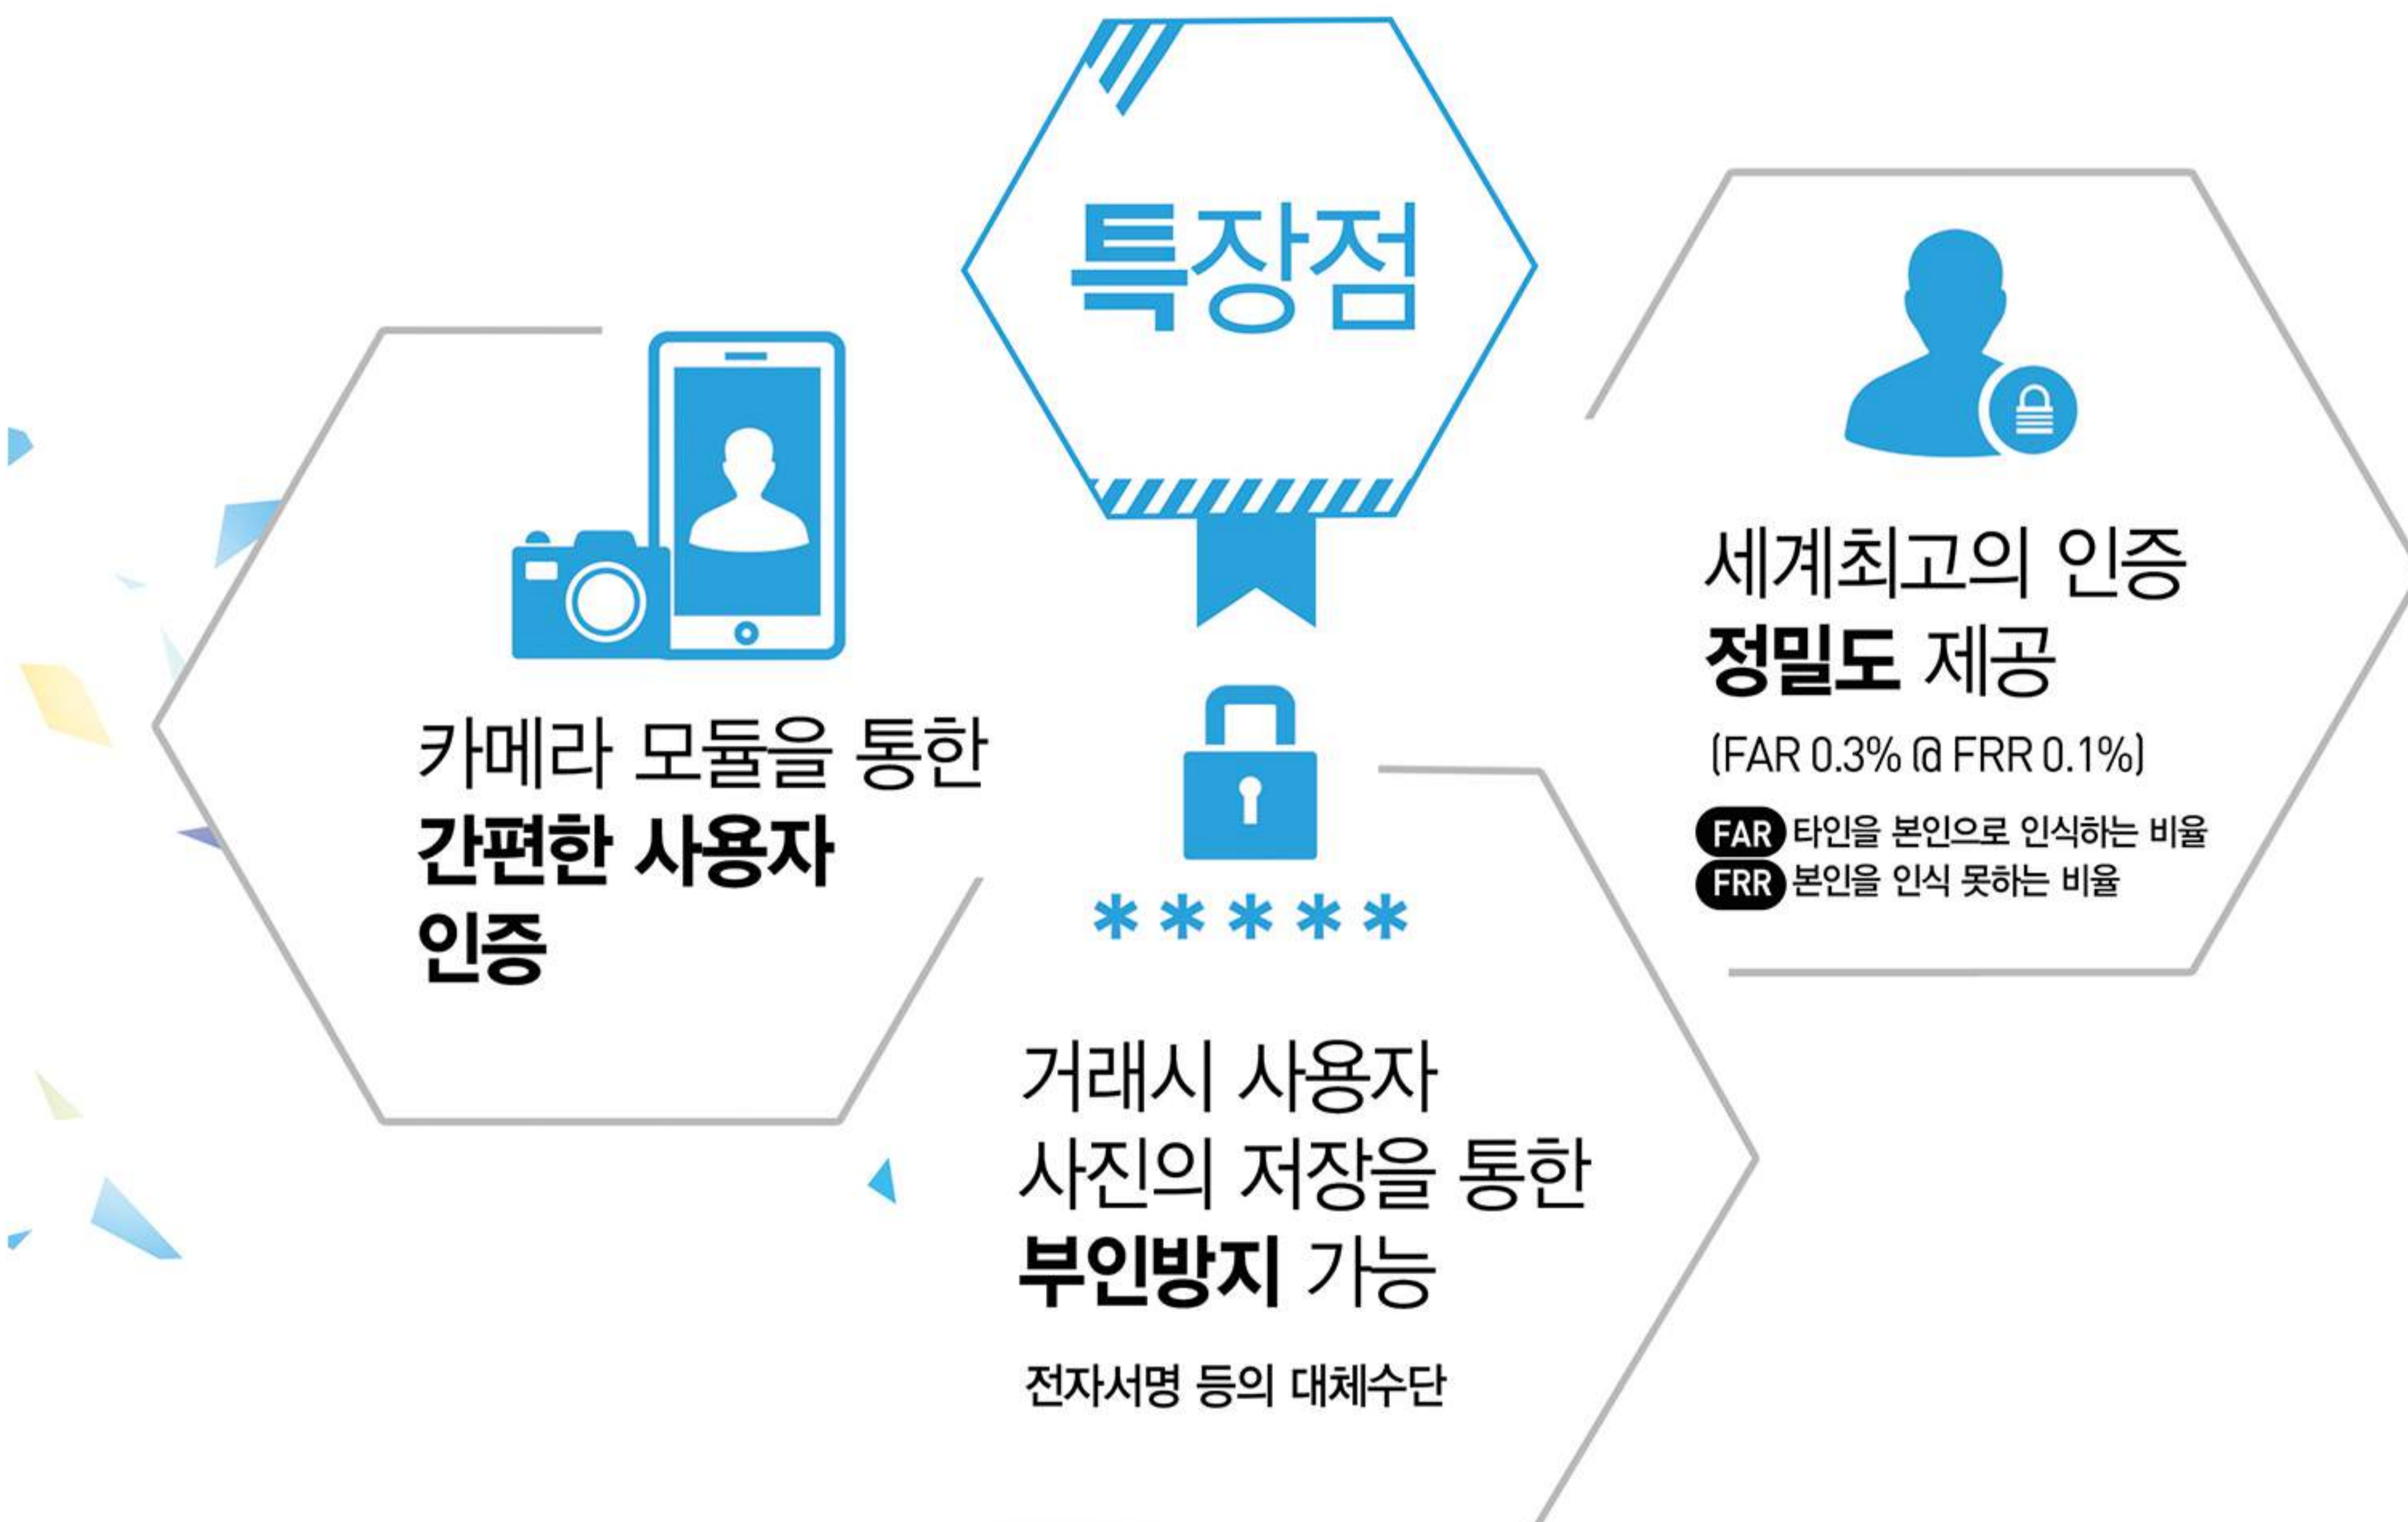 특장점
카메라 모듈을 통한
간편한 사용자
인증
*****
거래시 사용자
사진의 저장을 통한
부인방지 가능
전자서명 등의 대체수단
세계최고의 인증
정밀도 제공
(FAR 0.3% @ FRR 0.1%)
FAR 타인을 본인으로 인식하는 비율
FRR 본인을 인식 못하는 비율